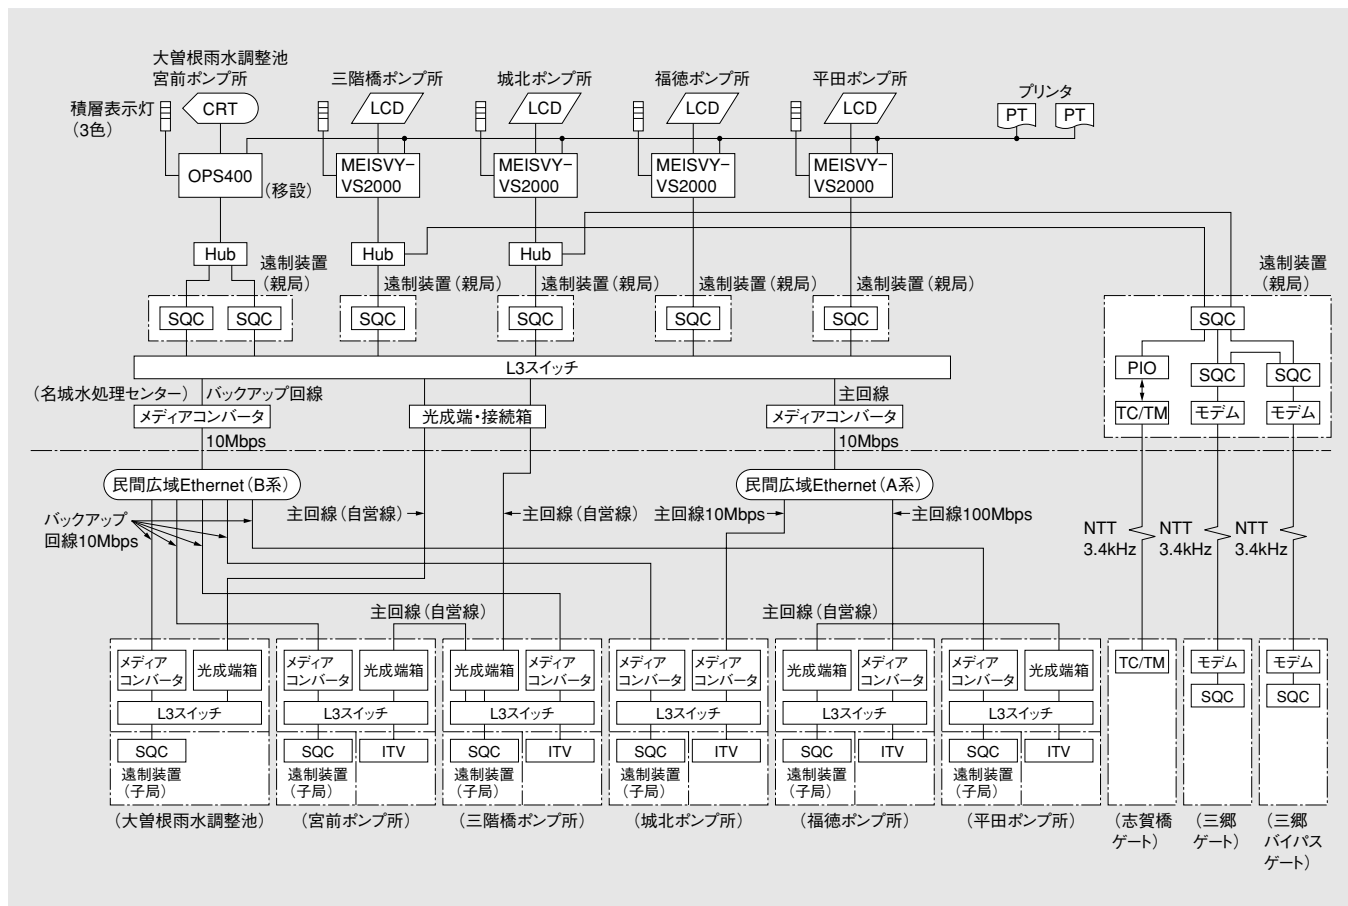 大曽根雨水調整池
宮前ポンプ所
三階橋ポンプ所
城北ポンプ所
福徳ポンプ所
平田ポンプ所
プリンタ
積層表示灯
(3色)
CRT
LCD
LCD
LCD
LCD
PT
PT
OPS400
(移設)
MEISVY-
VS2000
MEISVY-
VS2000
MEISVY-
VS2000
MEISVY-
VS2000
Hub
Hub
Hub
遠制装置
(親局)
遠制装置(親局)
遠制装置(親局)
遠制装置(親局)
遠制装置(親局)
遠制装置
(親局)
SQC
SQC
SQC
SQC
SQC
SQC
SQC
L3スイッチ
PIO
SQC
SQC
TC/TM
モデム
モデム
(名城水処理センター)
バックアップ回線
主回線
メディアコンバータ
光成端・接続箱
メディアコンバータ
10Mbps
10Mbps
民間広域Ethernet(B系)
民間広域Ethernet(A系)
バックアップ
回線10Mbps
主回線(自営線)
主回線(自営線)
主回線10Mbps
主回線100Mbps
NTT
3.4kHz
NTT
3.4kHz
NTT
3.4kHz
主回線(自営線)
主回線(自営線)
メディア
コンバータ
光成端箱
L3スイッチ
SQC
遠制装置
(子局)
(大曽根雨水調整池)
メディア
コンバータ
光成端箱
L3スイッチ
SQC
ITV
遠制装置
(子局)
(宮前ポンプ所)
光成端箱
メディア
コンバータ
L3スイッチ
SQC
ITV
遠制装置
(子局)
(三階橋ポンプ所)
メディア
コンバータ
メディア
コンバータ
L3スイッチ
SQC
ITV
遠制装置
(子局)
(城北ポンプ所)
光成端箱
メディア
コンバータ
L3スイッチ
SQC
ITV
遠制装置
(子局)
(福徳ポンプ所)
メディア
コンバータ
光成端箱
L3スイッチ
SQC
ITV
遠制装置
(子局)
(平田ポンプ所)
TC/TM
(志賀橋
ゲート)
モデム
SQC
(三郷
ゲート)
モデム
SQC
(三郷
バイパス
ゲート)